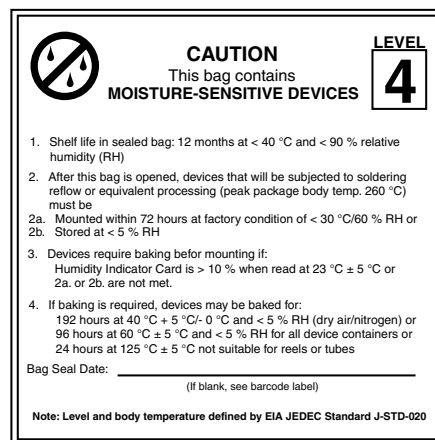 CAUTION
This bag contains
MOISTURE-SENSITIVE DEVICES
LEVEL
4
1. Shelf life in sealed bag: 12 months at < 40 °C and < 90 % relative
humidity (RH)
2. After this bag is opened, devices that will be subjected to soldering
reflow or equivalent processing (peak package body temp. 260 °C)
must be
2a. Mounted within 72 hours at factory condition of < 30 °C/60 % RH or
2b. Stored at < 5 % RH
3. Devices require baking befor mounting if:
Humidity Indicator Card is > 10 % when read at 23 °C ± 5 °C or
2a. or 2b. are not met.
4. If baking is required, devices may be baked for:
192 hours at 40 °C + 5 °C/- 0 °C and < 5 % RH (dry air/nitrogen) or
96 hours at 60 °C ± 5 °C and < 5 % RH for all device containers or
24 hours at 125 °C ± 5 °C not suitable for reels or tubes
Bag Seal Date:
(If blank, see barcode label)
Note: Level and body temperature defined by EIA JEDEC Standard J-STD-020